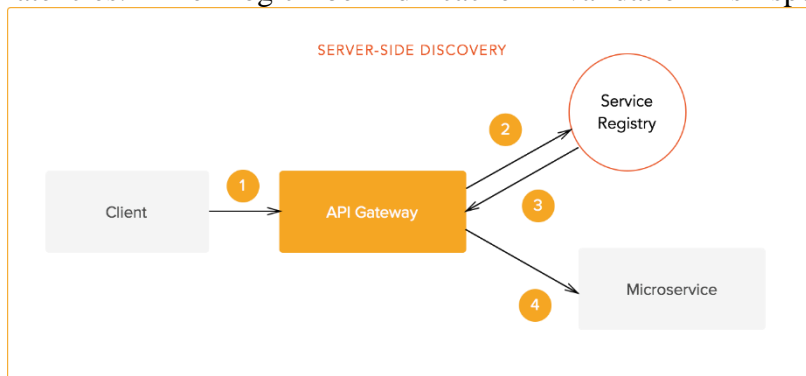 SERVER-SIDE DISCOVERY
Service
Registry
2
1
Client
API Gateway
3
Microservice
4